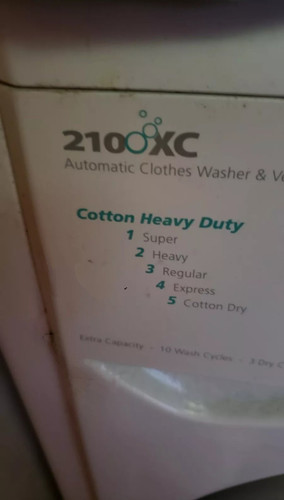 2100XC
Automatic Clothes Washer &
Cotton Heavy Duty
1 Super
2 Heavy
3 Regular
4 Express
5 Cotton Dry
Extra Capacity - 10 Wash Cycles - 3 Dry